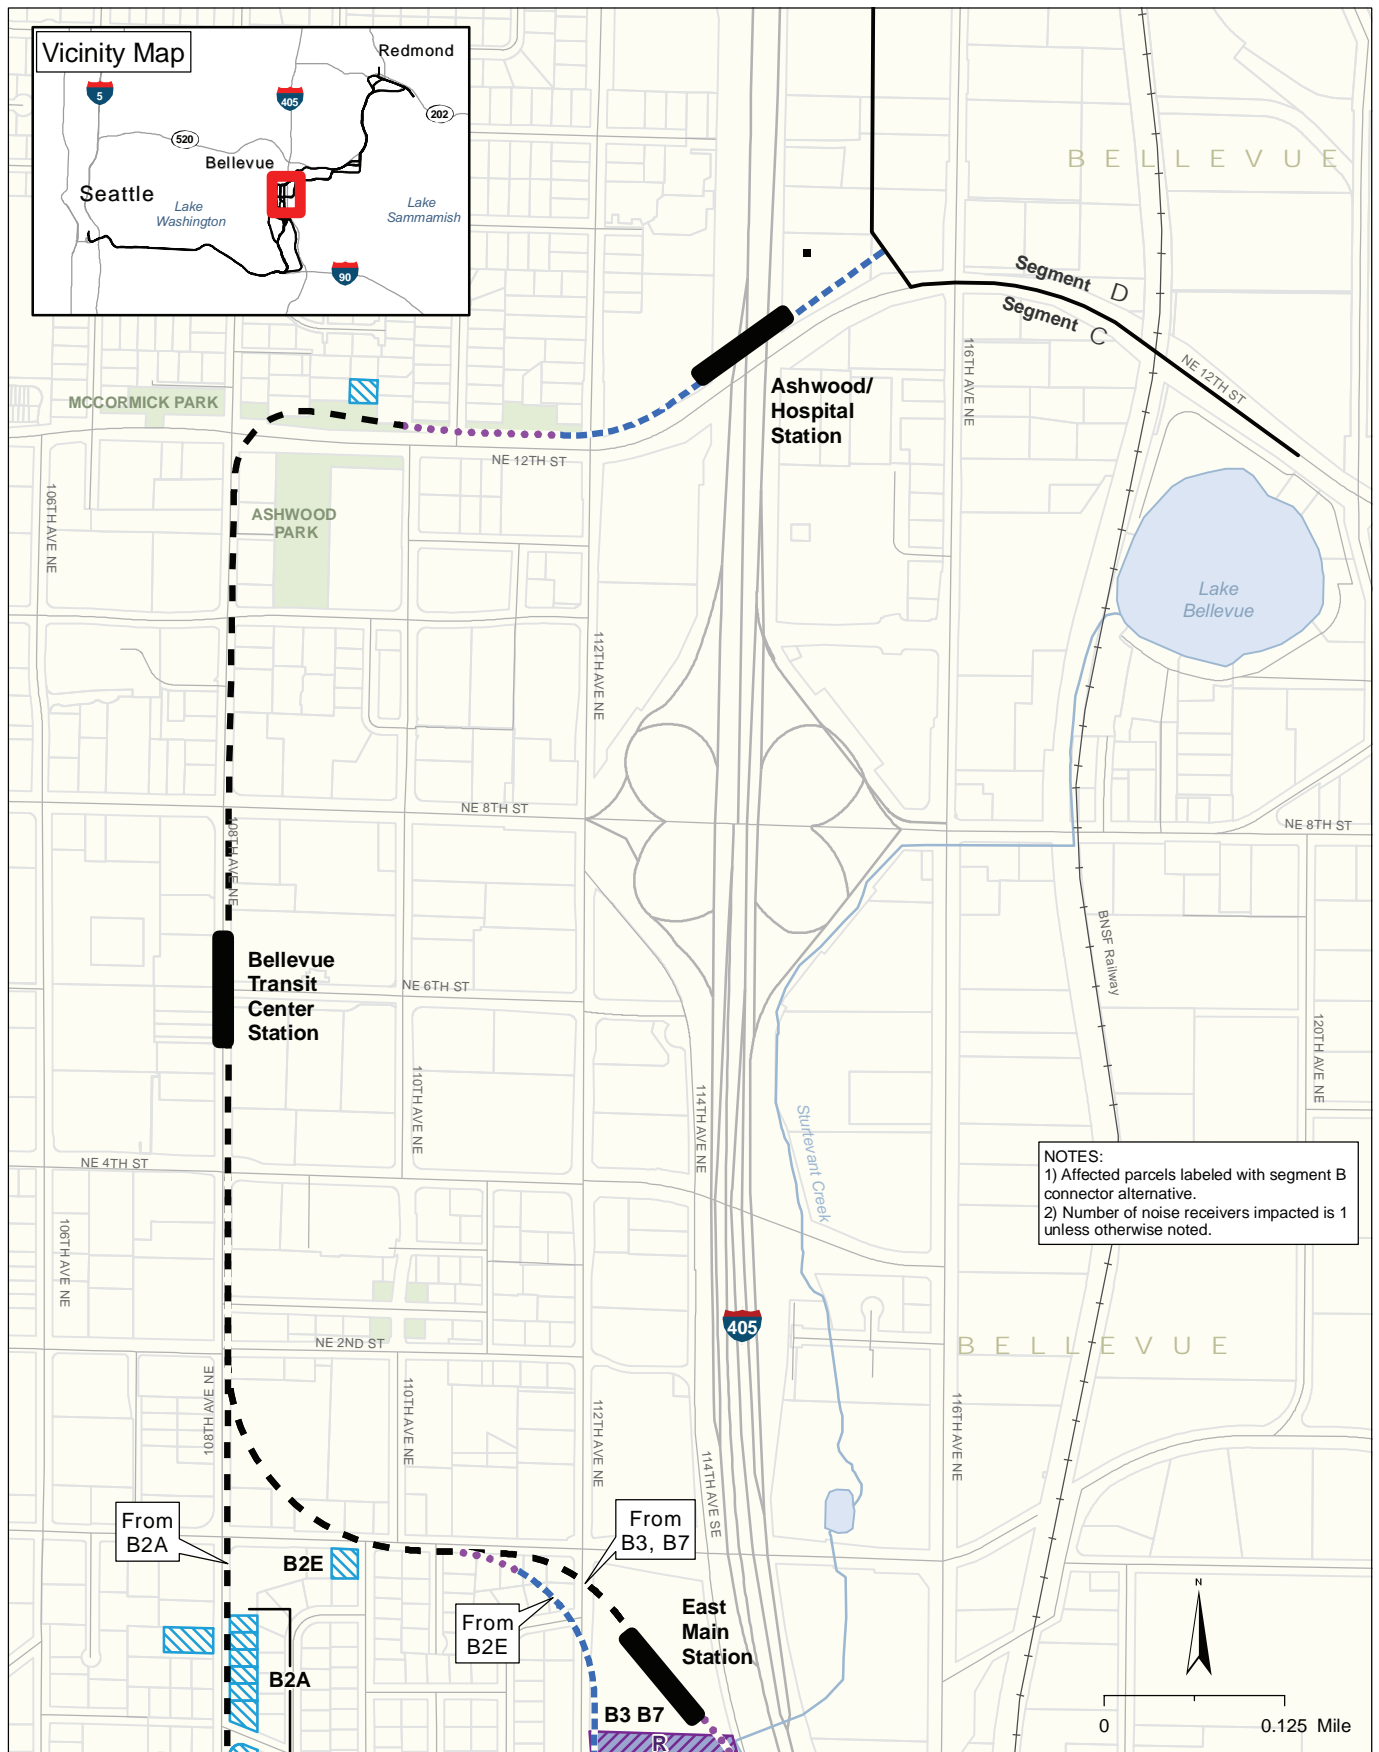 Vicinity Map
Redmond
5
405
202
520
Bellevue
Seattle
Lake
Washington
Lake
Sammamish
90
BELLEVUE
Segment D
Segment C
NE 12TH ST
116TH AVE NE
Ashwood/
Hospital
Station
MCCORMICK PARK
NE 12TH ST
106TH AVE NE
ASHWOOD
PARK
Lake
Bellevue
112TH AVE NE
NE 8TH ST
108TH AVE NE
NE 8TH ST
BNSF Railway
Bellevue
Transit
Center
Station
NE 6TH ST
120TH AVE NE
110TH AVE NE
114TH AVE NE
Sturtevant Creek
NE 4TH ST
NOTES:
1) Affected parcels labeled with segment B
connector alternative.
2) Number of noise receivers impacted is 1
unless otherwise noted.
106TH AVE NE
405
NE 2ND ST
BELLEVUE
108TH AVE NE
110TH AVE NE
112TH AVE NE
116TH AVE NE
114TH AVE SE
From
B2A
From
B3, B7
B2E
From
B2E
East
Main
Station
B2A
B3 B7
R
N
0
0.125 Mile